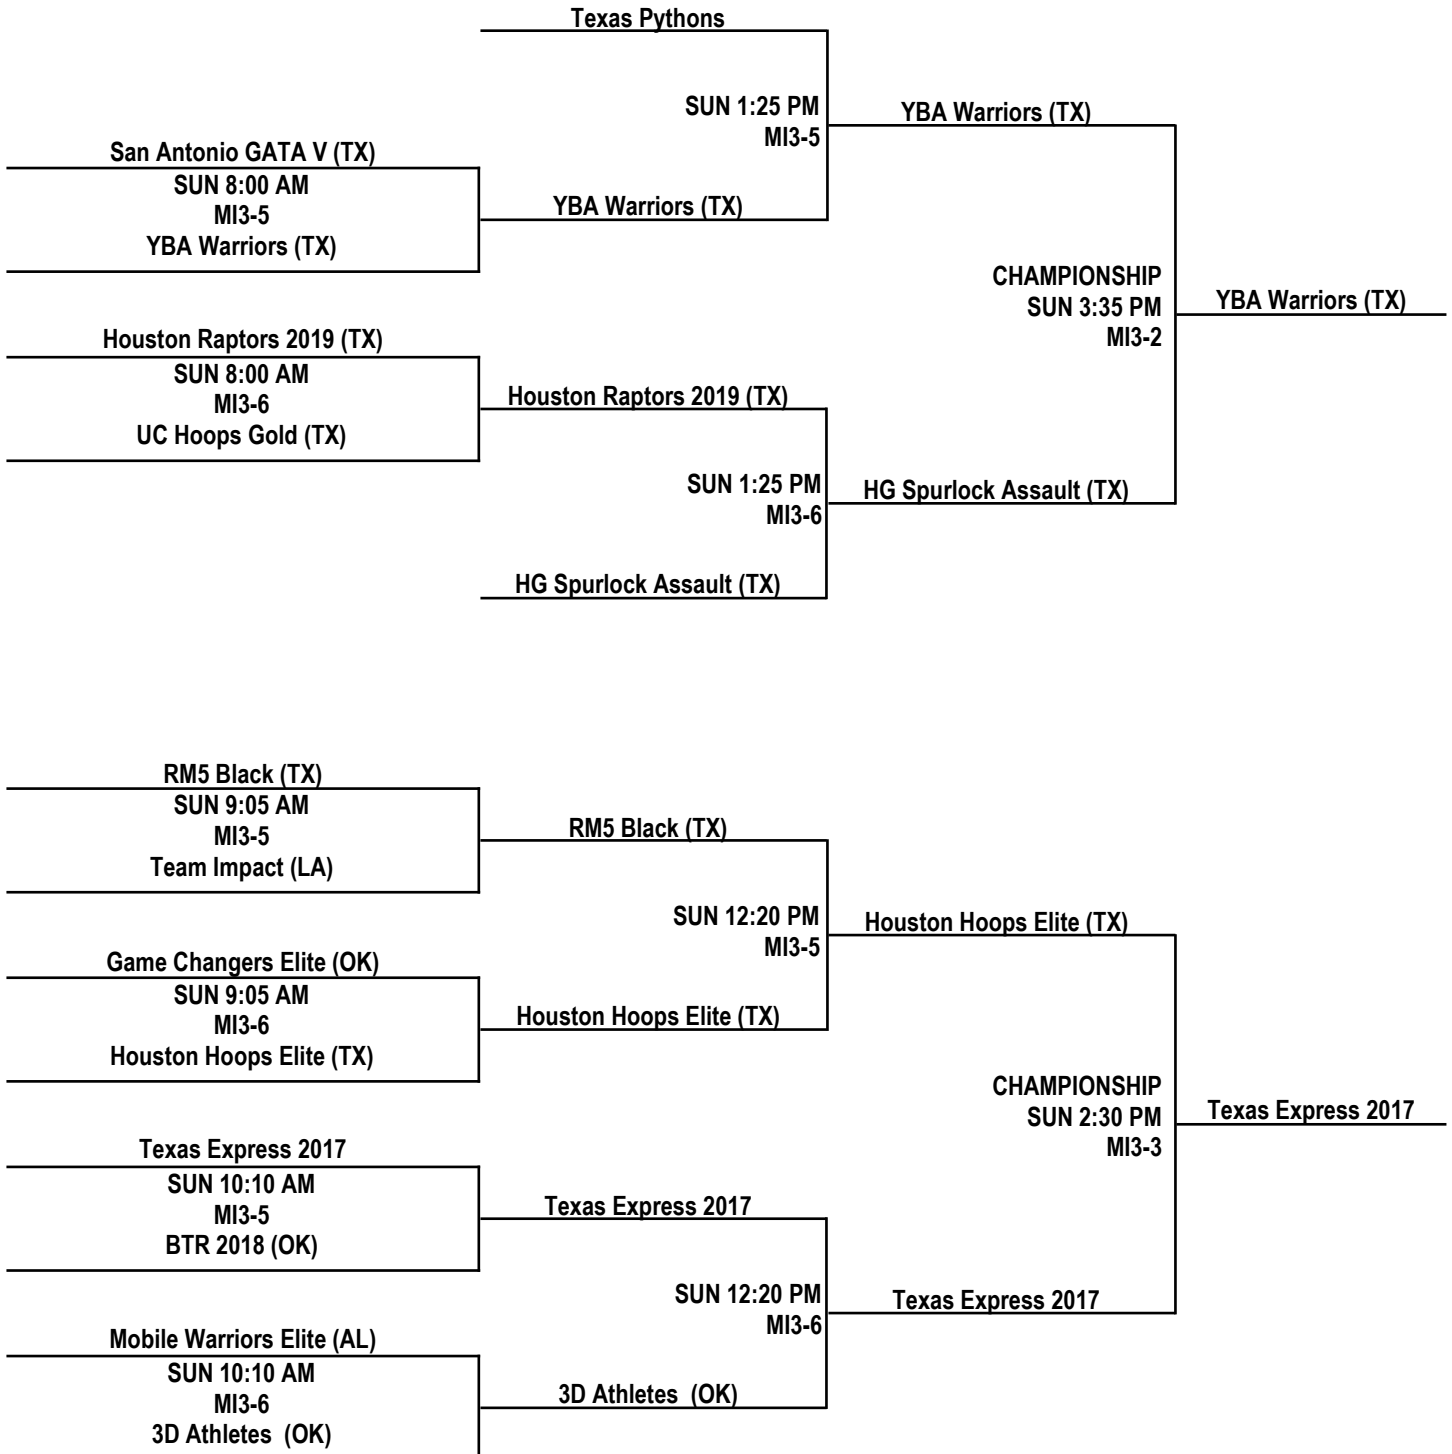 Texas Pythons
SUN 1:25 PM
MI3-5
YBA Warriors (TX)
San Antonio GATA V (TX)
SUN 8:00 AM
MI3-5
YBA Warriors (TX)
YBA Warriors (TX)
CHAMPIONSHIP
SUN 3:35 PM
MI3-2
YBA Warriors (TX)
Houston Raptors 2019 (TX)
SUN 8:00 AM
MI3-6
UC Hoops Gold (TX)
Houston Raptors 2019 (TX)
SUN 1:25 PM
MI3-6
HG Spurlock Assault (TX)
HG Spurlock Assault (TX)
RM5 Black (TX)
SUN 9:05 AM
MI3-5
Team Impact (LA)
RM5 Black (TX)
SUN 12:20 PM
MI3-5
Houston Hoops Elite (TX)
Game Changers Elite (OK)
SUN 9:05 AM
MI3-6
Houston Hoops Elite (TX)
Houston Hoops Elite (TX)
CHAMPIONSHIP
SUN 2:30 PM
MI3-3
Texas Express 2017
Texas Express 2017
SUN 10:10 AM
MI3-5
BTR 2018 (OK)
Texas Express 2017
SUN 12:20 PM
MI3-6
Texas Express 2017
Mobile Warriors Elite (AL)
SUN 10:10 AM
MI3-6
3D Athletes  (OK)
3D Athletes  (OK)